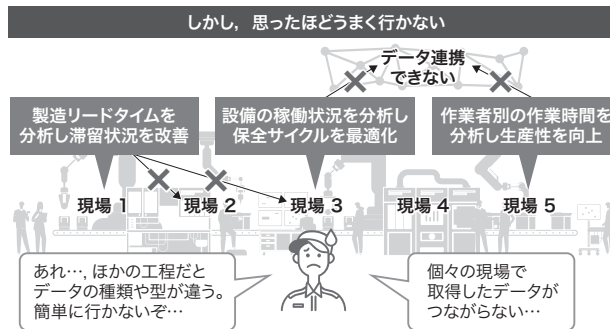 しかし，思ったほどうまく行かない
データ連携
できない
製造リードタイムを
分析し滞留状況を改善
設備の稼働状況を分析し
保全サイクルを最適化
作業者別の作業時間を
分析し生産性を向上
現場 1
現場 2
現場 3
現場 4
現場 5
あれ…，ほかの工程だと
データの種類や型が違う。
簡単に行かないぞ…
個々の現場で
取得したデータが
つながらない…